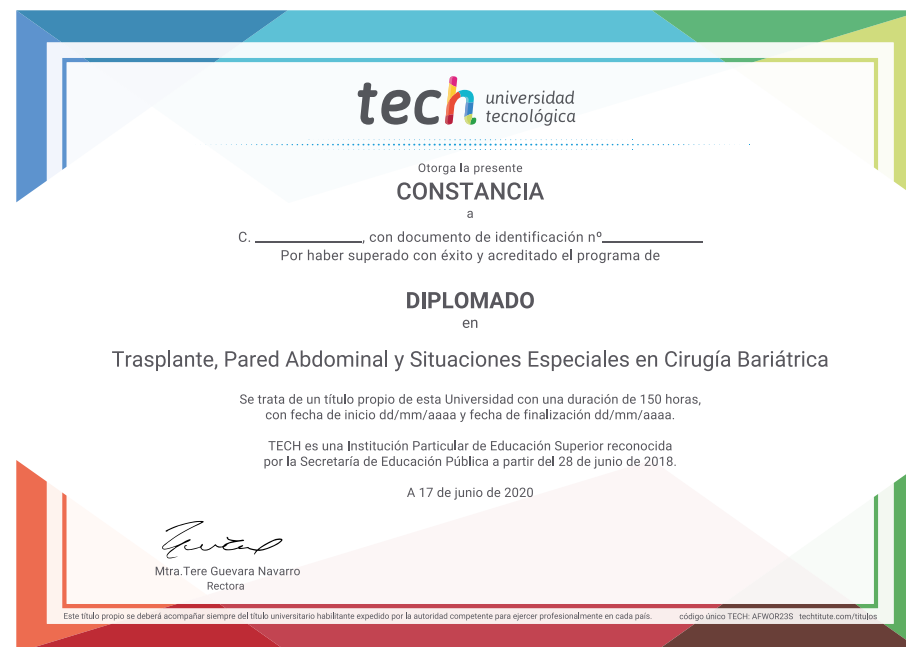 tech universidad
tecnológica
Otorga la presente
CONSTANCIA
a
C. ____________, con documento de identificación nº____________
Por haber superado con éxito y acreditado el programa de
DIPLOMADO
en
Trasplante, Pared Abdominal y Situaciones Especiales en Cirugía Bariátrica
Se trata de un título propio de esta Universidad con una duración de 150 horas,
con fecha de inicio dd/mm/aaaa y fecha de finalización dd/mm/aaaa.
TECH es una Institución Particular de Educación Superior reconocida
por la Secretaría de Educación Pública a partir del 28 de junio de 2018.
A 17 de junio de 2020
Mtra.Tere Guevara Navarro
Rectora
Este título propio se deberá acompañar siempre del título universitario habilitante expedido por la autoridad competente para ejercer profesionalmente en cada país. código único TECH: AFWOR23S techtitute.com/titulos